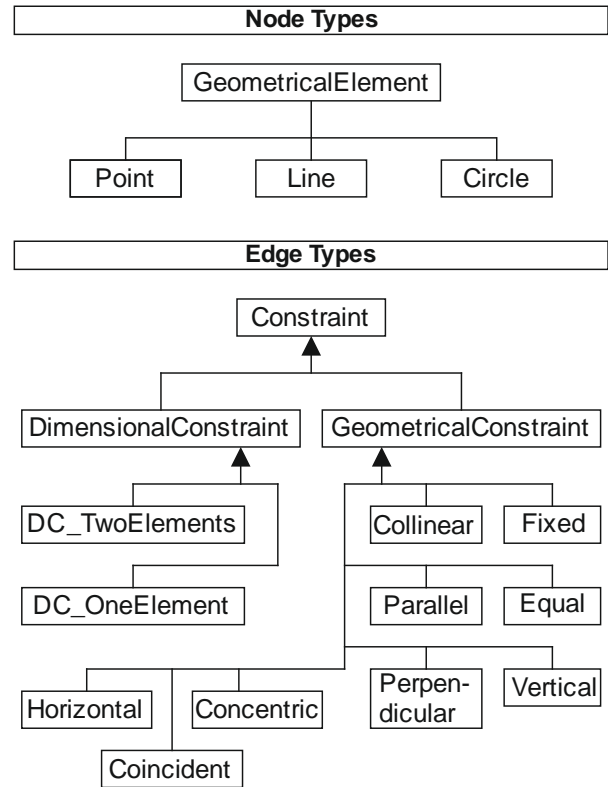 Node Types
GeometricalElement
Point
Line
Circle
Edge Types
Constraint
DimensionalConstraint
GeometricalConstraint
DC_TwoElements
Collinear
Fixed
DC_OneElement
Parallel
Equal
Horizontal
Concentric
Perpen-
dicular
Vertical
Coincident